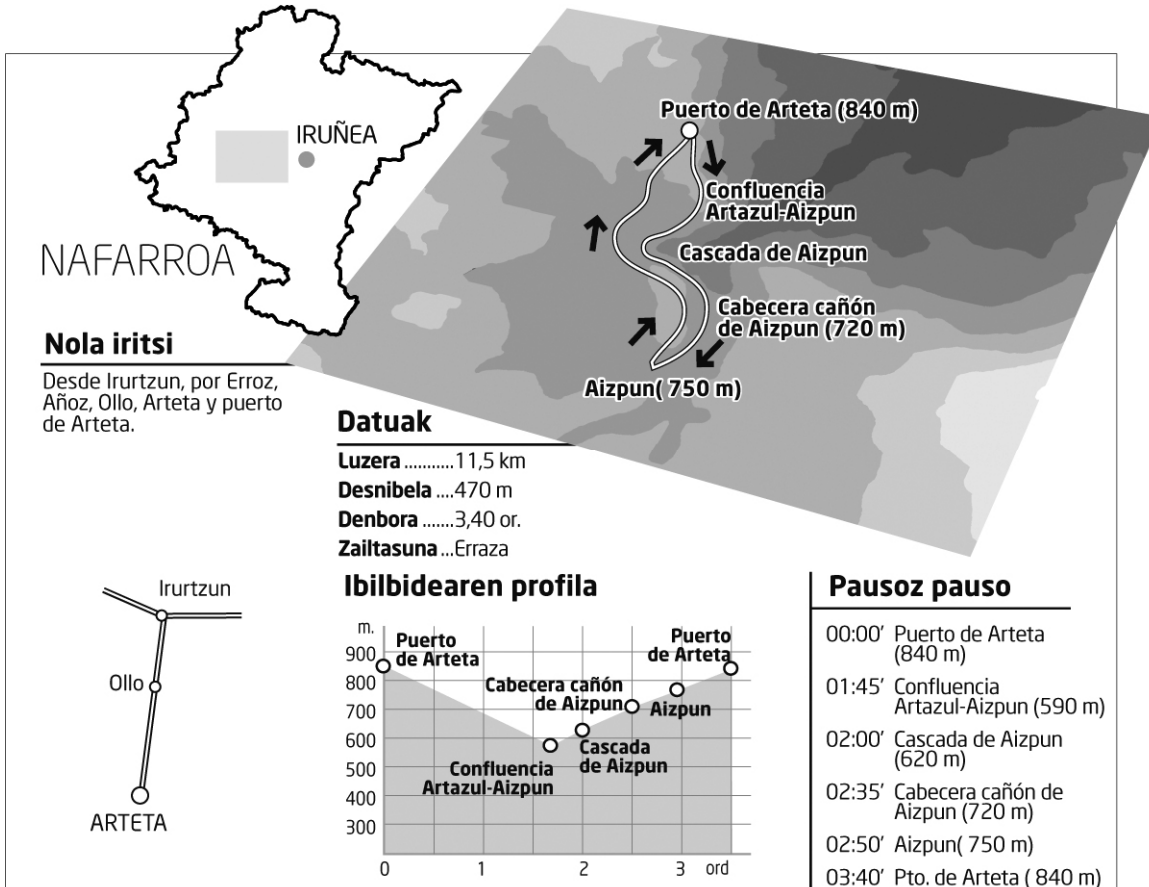 IRUÑEA
NAFARROA
Puerto de Arteta (840 m)
Confluencia
Artazul-Aizpun
Cascada de Aizpun
Cabecera cañón
de Aizpun (720 m)
Aizpun( 750 m)
Nola iritsi
Desde Irurtzun, por Erroz,
Añoz, Ollo, Arteta y puerto
de Arteta.
Datuak
Luzera ...........11,5 km
Desnibela ....470 m
Denbora .......3,40 or.
Zailtasuna ...Erraza
Irurtzun
Ollo
ARTETA
Ibilbidearen profila
m.
900
800
700
600
500
400
300
0
1
2
3
ord
Puerto
de Arteta
Confluencia
Artazul-Aizpun
Cascada
de Aizpun
Cabecera cañón
de Aizpun
Aizpun
Puerto
de Arteta
Pausoz pauso
00:00' Puerto de Arteta
(840 m)
01:45' Confluencia
Artazul-Aizpun (590 m)
02:00' Cascada de Aizpun
(620 m)
02:35' Cabecera cañón de
Aizpun (720 m)
02:50' Aizpun( 750 m)
03:40' Pto. de Arteta ( 840 m)